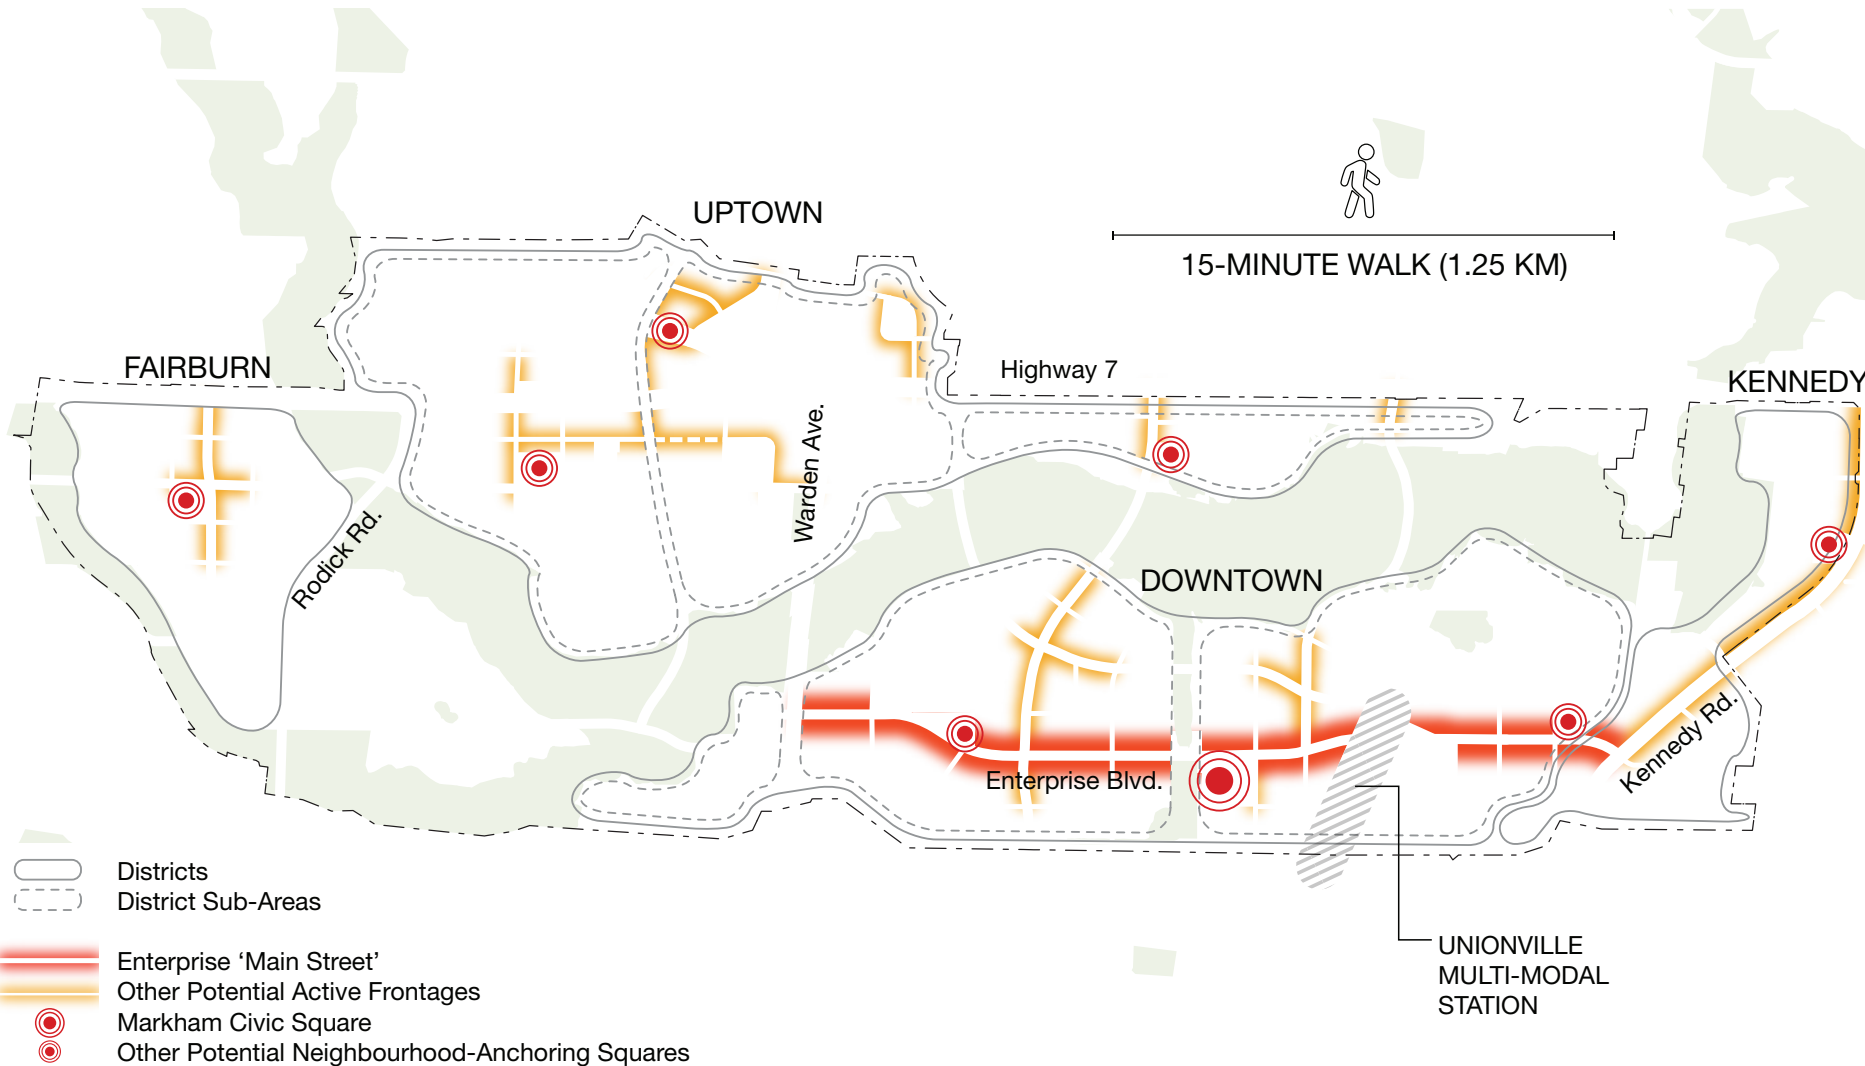 UPTOWN
15-MINUTE WALK (1.25 KM)
FAIRBURN
Highway 7
KENNEDY
Warden Ave.
Rodick Rd.
DOWNTOWN
Enterprise Blvd.
Kennedy Rd.
Districts
District Sub-Areas
Enterprise ‘Main Street’
Other Potential Active Frontages
Markham Civic Square
Other Potential Neighbourhood-Anchoring Squares
UNIONVILLE
MULTI-MODAL
STATION